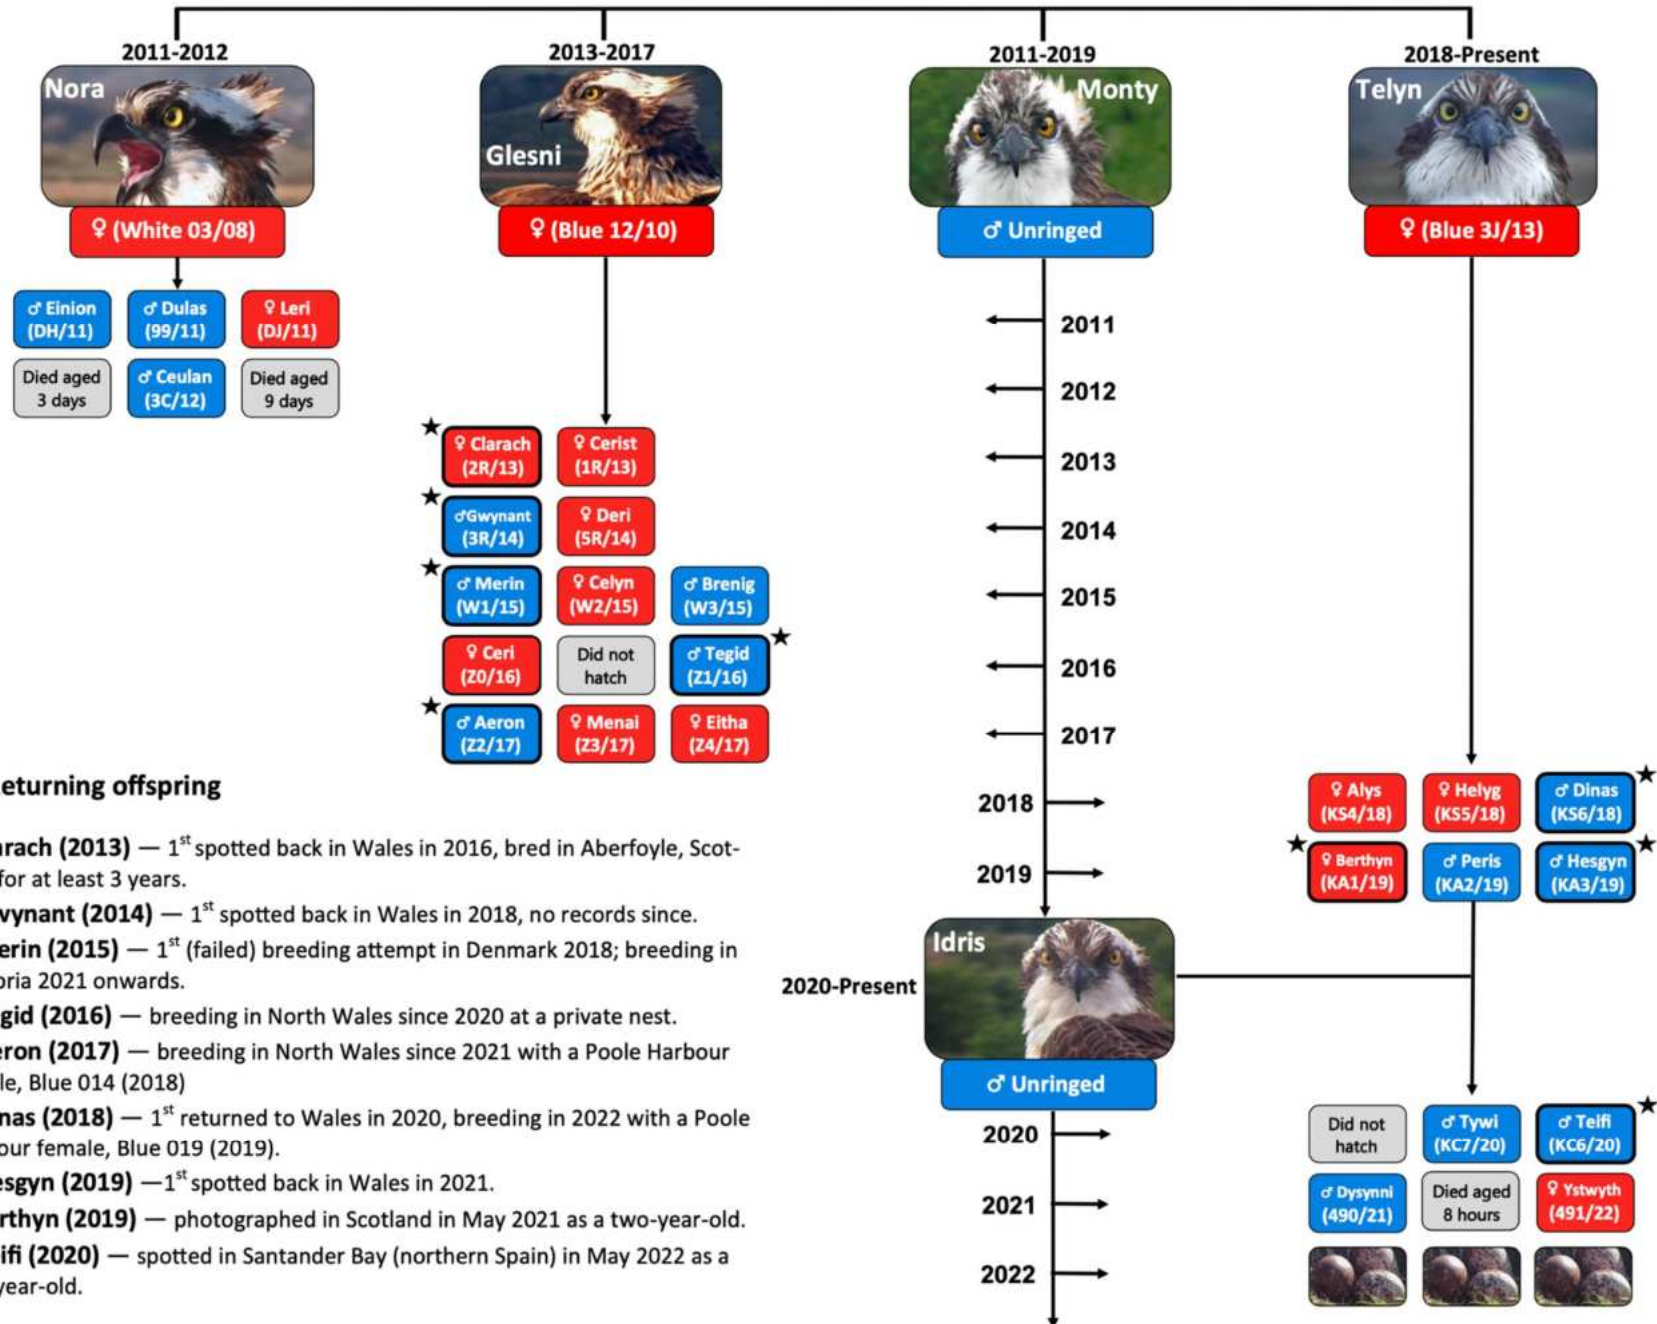 2011-2012
2013-2017
2011-2019
2018-Present
Nora
Glesni
Monty
Telyn
♀ (White 03/08)
♀ (Blue 12/10)
♂ Unringed
♀ (Blue 3J/13)
♂ Einion
(DH/11)
♂ Dulas
(99/11)
♀ Leri
(DJ/11)
Died aged
3 days
♂ Ceulan
(3C/12)
Died aged
9 days
♀ Clarach
(2R/13)
♀ Cerist
(1R/13)
♂Gwynant
(3R/14)
♀ Deri
(5R/14)
♂ Merin
(W1/15)
♀ Celyn
(W2/15)
♂ Brenig
(W3/15)
♀ Ceri
(Z0/16)
Did not
hatch
♂ Tegid
(Z1/16)
♂ Aeron
(Z2/17)
♀ Menai
(Z3/17)
♀ Eitha
(Z4/17)
2011
2012
2013
2014
2015
2016
2017
2018
2019
♀ Alys
(KS4/18)
♀ Helyg
(KS5/18)
♂ Dinas
(KS6/18)
♀ Berthyn
(KA1/19)
♂ Peris
(KA2/19)
♂ Hesgyn
(KA3/19)
eturning offspring
arach (2013) — 1st spotted back in Wales in 2016, bred in Aberfoyle, Scot-
for at least 3 years.
vynant (2014) — 1st spotted back in Wales in 2018, no records since.
erin (2015) — 1st (failed) breeding attempt in Denmark 2018; breeding in
oria 2021 onwards.
gid (2016) — breeding in North Wales since 2020 at a private nest.
eron (2017) — breeding in North Wales since 2021 with a Poole Harbour
le, Blue 014 (2018)
nas (2018) — 1st returned to Wales in 2020, breeding in 2022 with a Poole
our female, Blue 019 (2019).
esgyn (2019) —1st spotted back in Wales in 2021.
rthyn (2019) — photographed in Scotland in May 2021 as a two-year-old.
ifi (2020) — spotted in Santander Bay (northern Spain) in May 2022 as a
year-old.
Idris
2020-Present
♂ Unringed
2020
2021
2022
Did not
hatch
♂ Tywi
(KC7/20)
♂ Teifi
(KC6/20)
♂ Dysynni
(490/21)
Died aged
8 hours
♀ Ystwyth
(491/22)